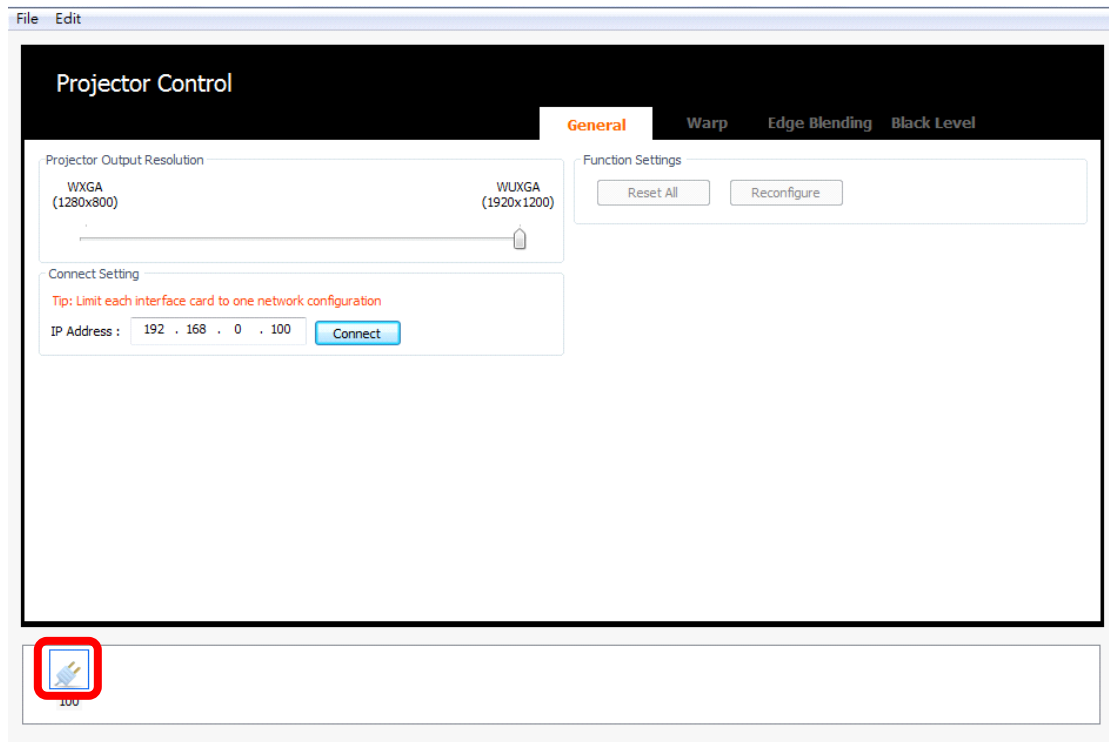 File Edit
Projector Control
General Warp Edge Blending Black Level
Projector Output Resolution
WXGA
(1280x800)
WUXGA
(1920x1200)
Function Settings
Reset All Reconfigure
Connect Setting
Tip: Limit each interface card to one network configuration
IP Address : 192 . 168 . 0 . 100 Connect
100